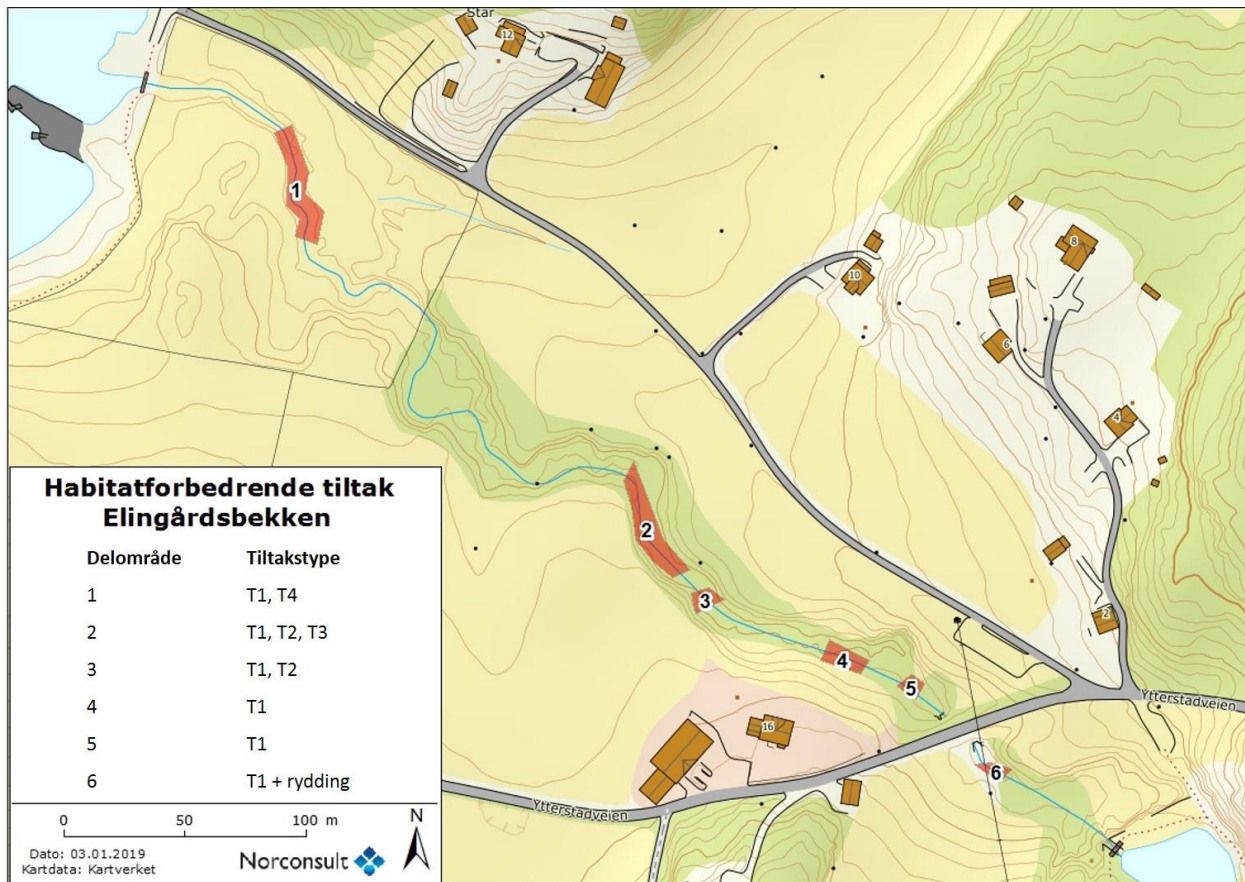 Star
12
1
8
10
6
4
2
3
2
4
5
Ytterstadveien
16
6
Ytterstadveien
Habitatforbedrende tiltak
Elingårdsbekken
Delområde Tiltakstype
1 T1, T4
2 T1, T2, T3
3 T1, T2
4 T1
5 T1
6 T1 + rydding
0 50 100 m
N
Dato: 03.01.2019
Kartdata: Kartverket
Norconsult